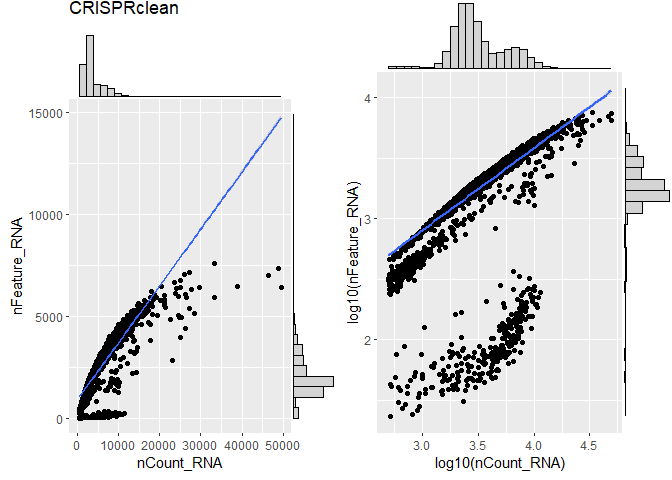 CRISPRclean
15000
10000
5000
0
nFeature_RNA
0 10000 20000 30000 40000 50000
nCount_RNA
4
3
2
log10(nFeature_RNA)
3.0 3.5 4.0 4.5
log10(nCount_RNA)